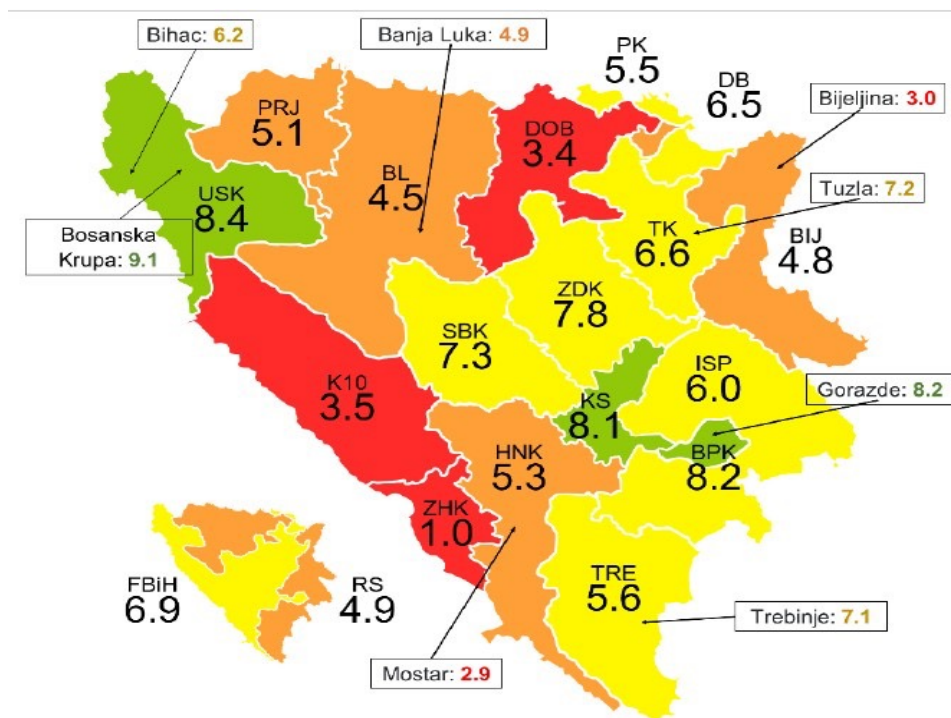 Bihac: 6.2
Banja Luka: 4.9
PK
5.5
DB
6.5
Bijeljina: 3.0
PRJ
5.1
DOB
3.4
BL
4.5
USK
8.4
Tuzla: 7.2
TK
6.6
BIJ
4.8
Bosanska
Krupa: 9.1
ZDK
7.8
SBK
7.3
ISP
6.0
K10
3.5
KS
8.1
Gorazde: 8.2
BPK
8.2
HNK
5.3
ZHK
1.0
FBiH
6.9
RS
4.9
TRE
5.6
Trebinje: 7.1
Mostar: 2.9